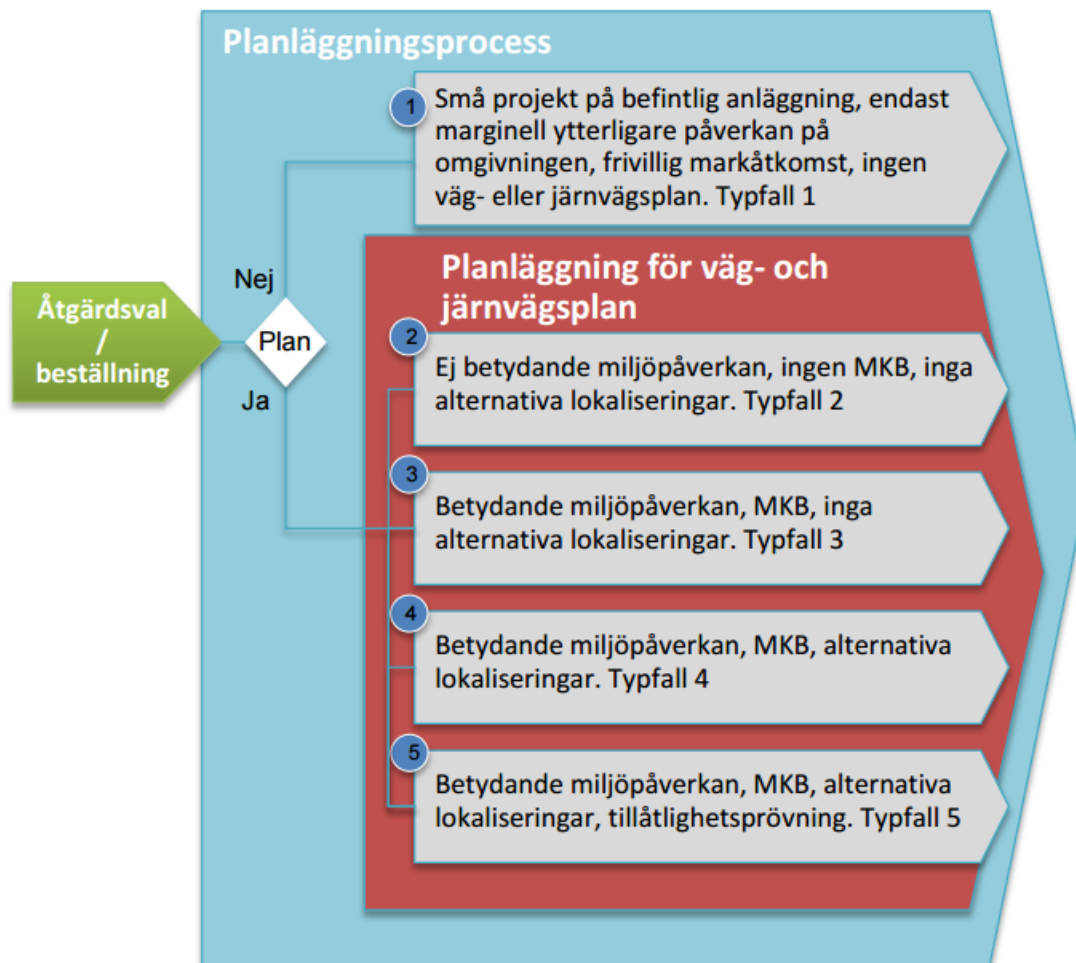 Planläggningsprocess
1
Små projekt på befintlig anläggning, endast
marginell ytterligare påverkan på
omgivningen, frivillig markåtkomst, ingen
väg- eller järnvägsplan. Typfall 1
Planläggning för väg- och
järnvägsplan
Nej
Åtgärdsval
/
beställning
Plan
Ja
2
Ej betydande miljöpåverkan, ingen MKB, inga
alternativa lokaliseringar. Typfall 2
3
Betydande miljöpåverkan, MKB, inga
alternativa lokaliseringar. Typfall 3
4
Betydande miljöpåverkan, MKB, alternativa
lokaliseringar. Typfall 4
5
Betydande miljöpåverkan, MKB, alternativa
lokaliseringar, tillåtlighetsprövning. Typfall 5